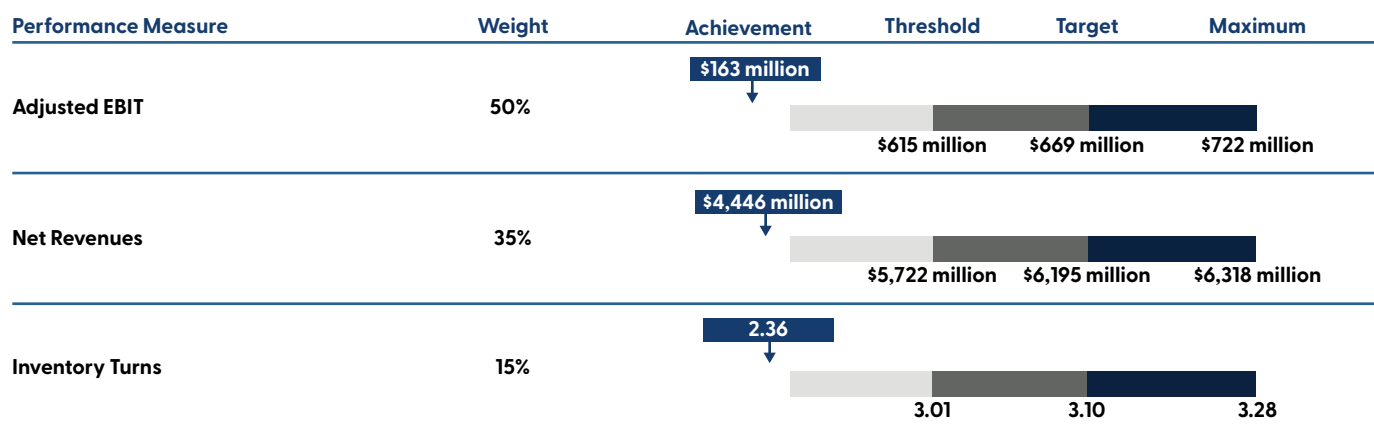 Performance Measure Weight Achievement Threshold Target Maximum
$163 million
Adjusted EBIT 50%
$615 million $669 million $722 million
$4,446 million
Net Revenues 35%
$5,722 million $6,195 million $6,318 million
2.36
Inventory Turns 15%
3.01 3.10 3.28